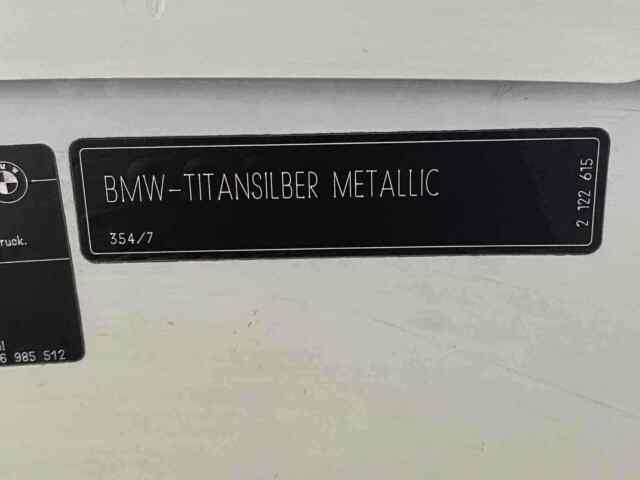 BMW-TITANSILBER METALLIC
354/7
2 122 615
ruck.
6 985 512